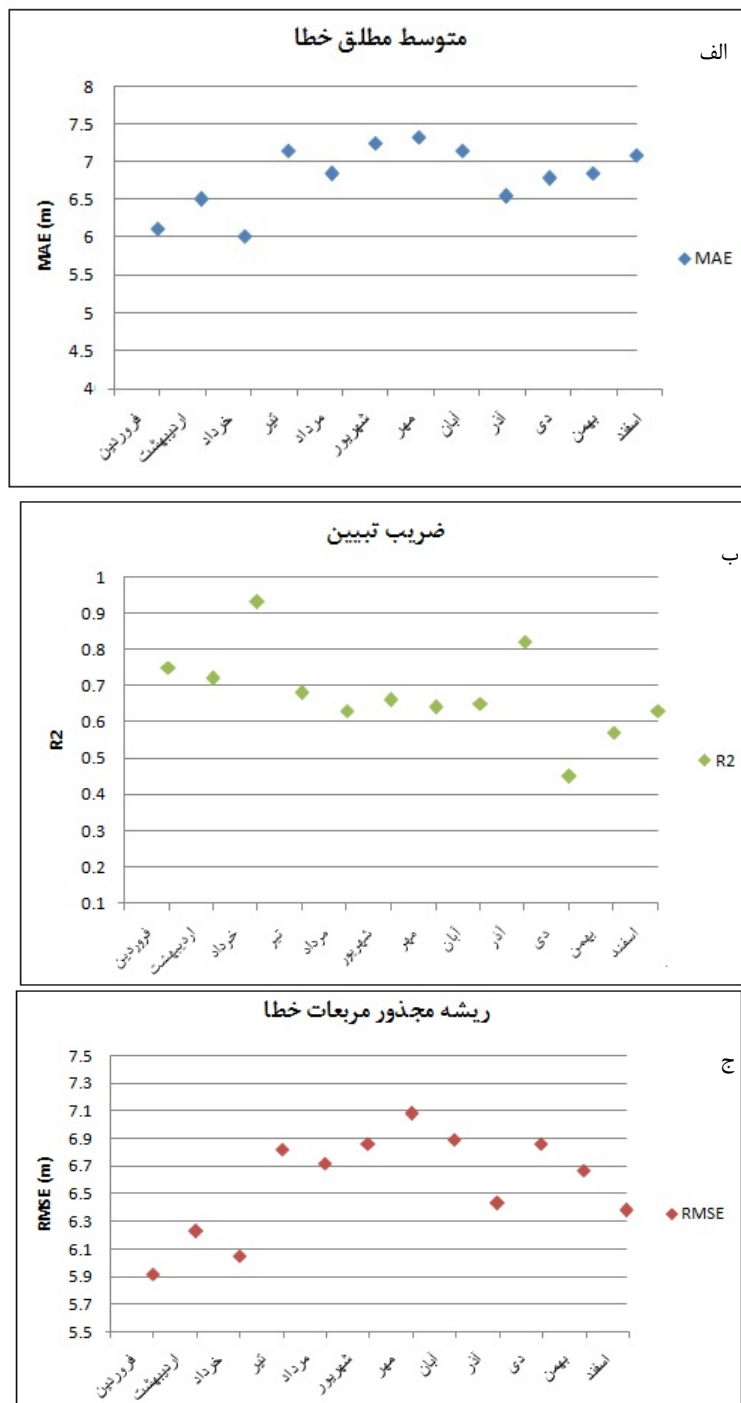 متوسط مطلق خطا
الف
8
7.5
7
6.5
6
5.5
5
4.5
4
MAE (m)
MAE
فروردین
اردیبهشت
خرداد
تیر
مرداد
شهریور
مهر
آبان
آذر
دی
بهمن
اسفند
ضریب تبیین
ب
1
0.9
0.8
0.7
0.6
0.5
0.4
0.3
0.2
0.1
R2
R2
فروردین
اردیبهشت
خرداد
تیر
مرداد
شهریور
مهر
آبان
آذر
دی
بهمن
اسفند
ریشه مجذور مربعات خطا
ج
7.5
7.3
7.1
6.9
6.7
6.5
6.3
6.1
5.9
5.7
5.5
RMSE (m)
RMSE
فروردین
اردیبهشت
خرداد
تیر
مرداد
شهریور
مهر
آبان
آذر
دی
بهمن
اسفند